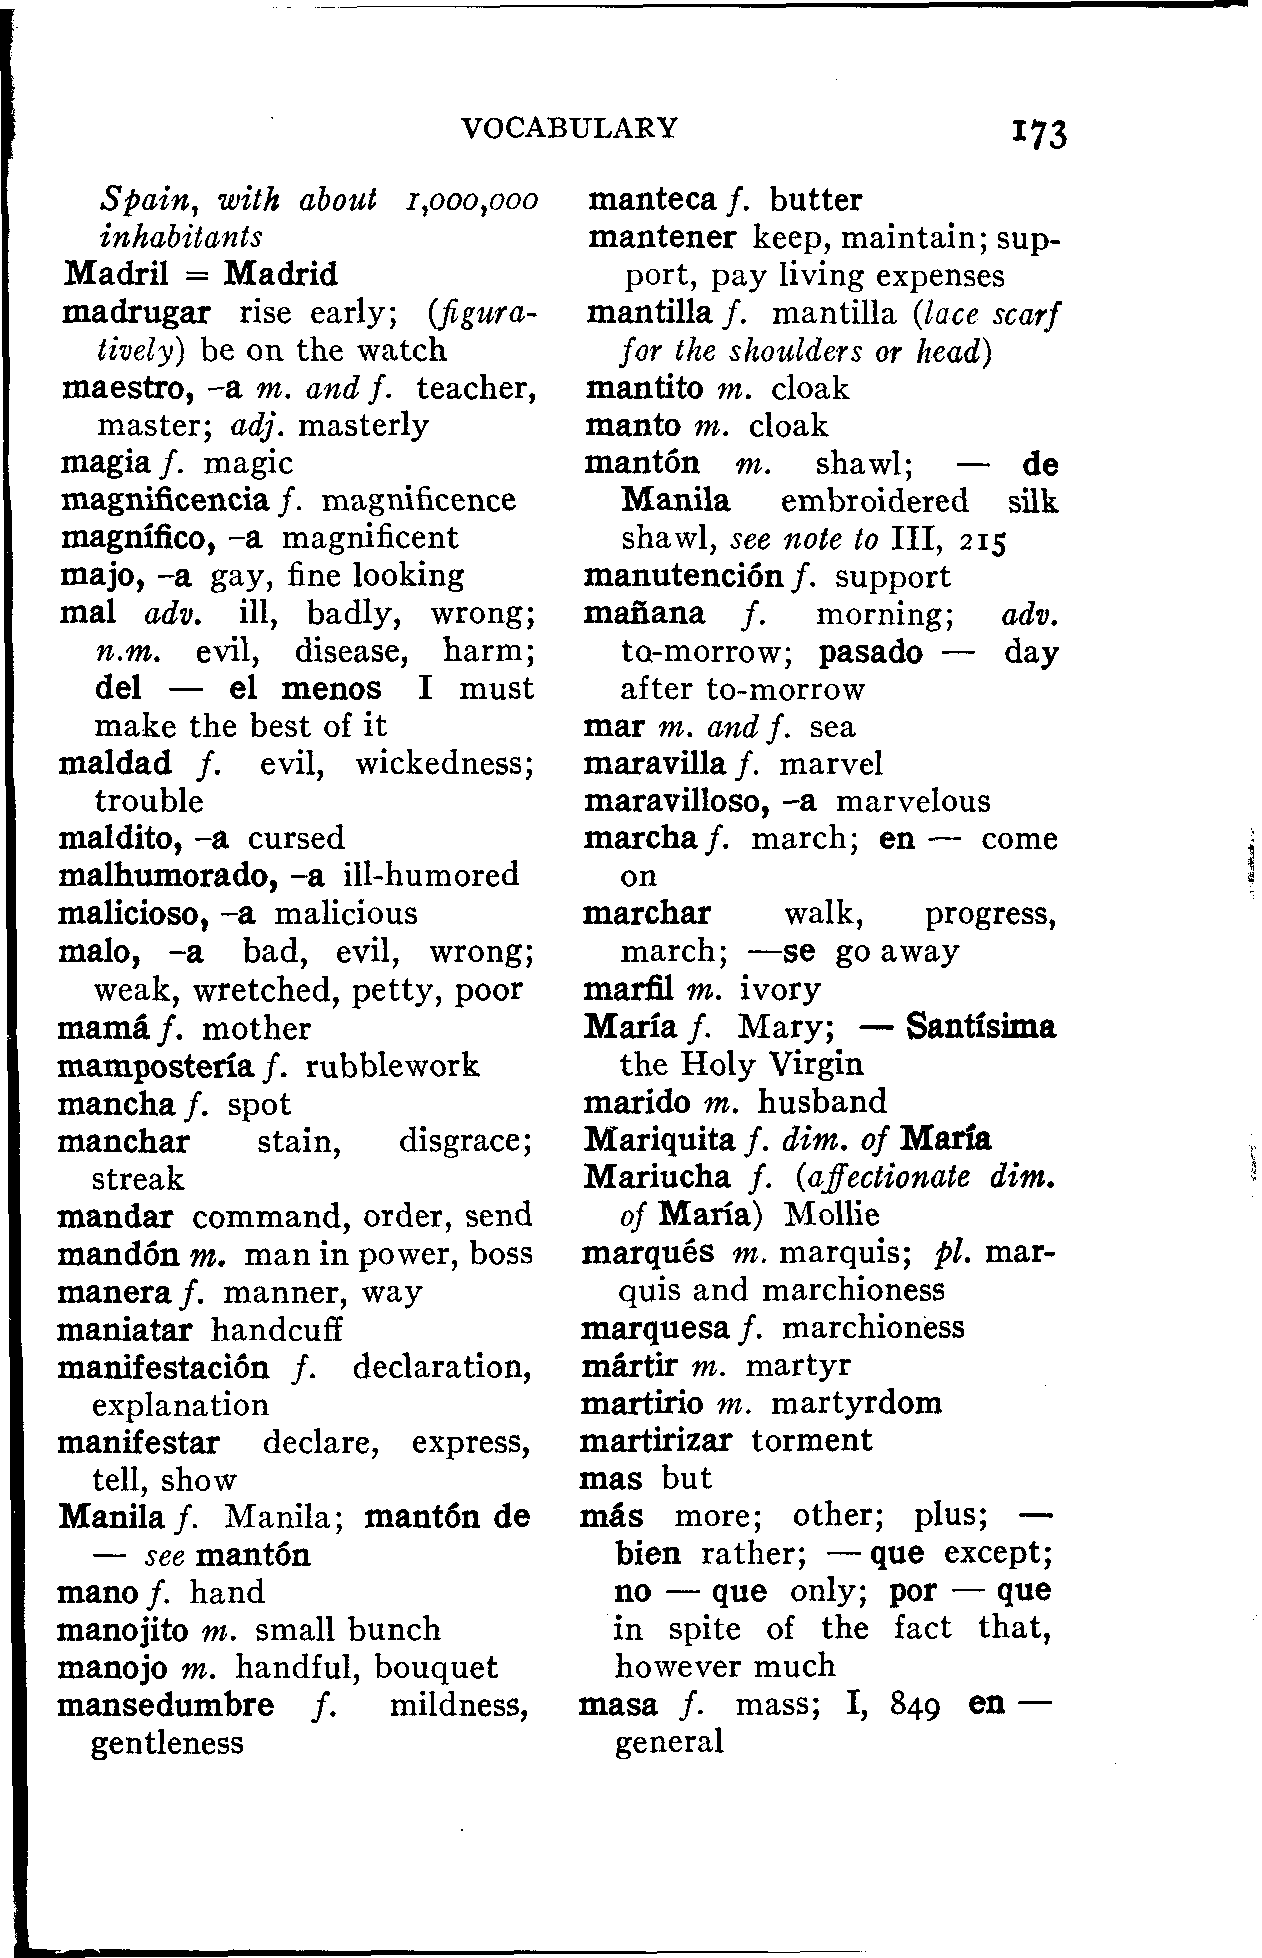 VOCABULARY 173
Spain, with about 1,000,000
inhabitants
Madril = Madrid
madrugar rise early; (figura-
tively) be on the watch
maestro, -a m. and f. teacher,
master; adj. masterly
magia f. magic
magnificencia f. magnificence
magnífico, -a magnificent
majo, -a gay, fine looking
mal adv. ill, badly, wrong;
n.m. evil, disease, harm;
del — el menos I must
make the best of it
maldad f. evil, wickedness;
trouble
maldito, -a cursed
malhumorado, -a ill-humored
malicioso, -a malicious
malo, -a bad, evil, wrong;
weak, wretched, petty, poor
mamá f. mother
mampostería f. rubblework
mancha f. spot
manchar stain, disgrace;
streak
mandar command, order, send
mandón m. man in power, boss
manera f. manner, way
maniatar handcuff
manifestación f. declaration,
explanation
manifestar declare, express,
tell, show
Manila f. Manila; mantón de
— see mantón
mano f. hand
manojito m. small bunch
manojo m. handful, bouquet
mansedumbre f. mildness,
gentleness
manteca f. butter
mantener keep, maintain; sup-
port, pay living expenses
mantilla f. mantilla (lace scarf
for the shoulders or head)
mantito m. cloak
manto m. cloak
mantón m. shawl; — de
Manila embroidered silk
shawl, see note to III, 215
manutención f. support
mañana f. morning; adv.
to-morrow; pasado — day
after to-morrow
mar m. and f. sea
maravilla f. marvel
maravilloso, -a marvelous
marcha f. march; en — come
on
marchar walk, progress,
march; —se go away
marfil m. ivory
María f. Mary; — Santísima
the Holy Virgin
marido m. husband
Mariquita f. dim. of María
Mariucha f. (affectionate dim.
of María) Mollie
marqués m. marquis; pl. mar-
quis and marchioness
marquesa f. marchioness
mártir m. martyr
martirio m. martyrdom
martirizar torment
mas but
más more; other; plus; —
bien rather; — que except;
no — que only; por — que
in spite of the fact that,
however much
masa f. mass; I, 849 en —
general